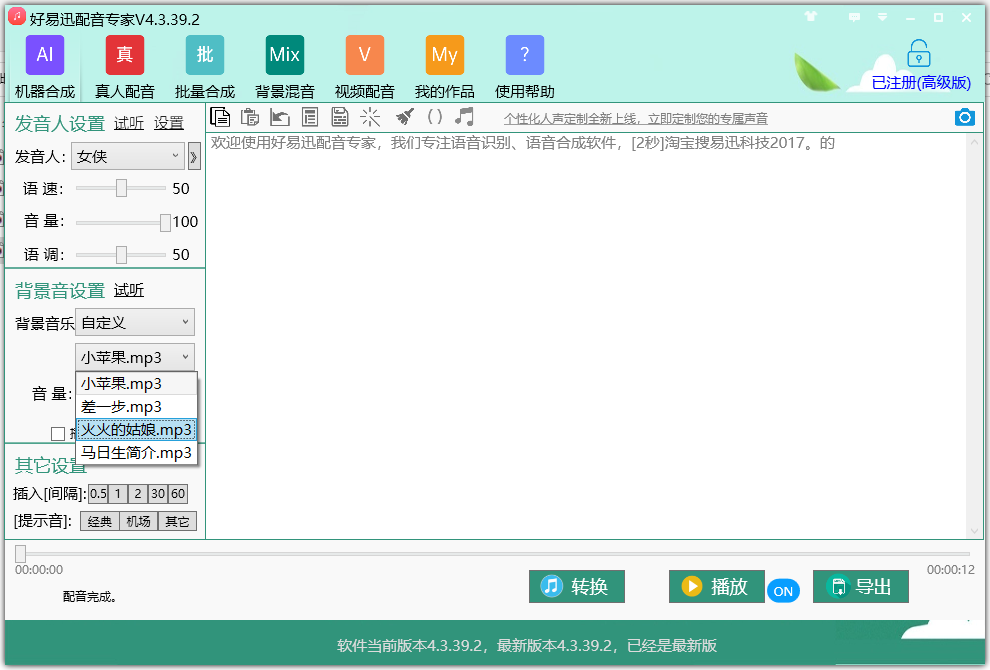 好易迅配音专家V4.3.39.2
AI 真 批 Mix V My ?
机器合成 真人配音 批量合成 背景混音 视频配音 我的作品 使用帮助
已注册(高级版)
发音人设置 试听 设置
个性化人声定制全新上线，立即定制您的专属声音
欢迎使用好易迅配音专家，我们专注语音识别、语音合成软件，[2秒]淘宝搜易迅科技2017。的
发音人: 女侠
语 速: 50
音 量: 100
语 调: 50
背景音设置 试听
背景音乐 自定义
小苹果.mp3
小苹果.mp3
音 量:
差一步.mp3
火火的姑娘.mp3
马日生简介.mp3
其它设置
插入[间隔]: 0.5 1 2 30 60
[提示音]: 经典 机场 其它
00:00:00 00:00:12
配音完成。
转换 播放 ON 导出
软件当前版本4.3.39.2，最新版本4.3.39.2，已经是最新版